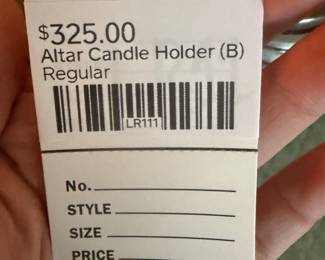 $325.00
Altar Candle Holder (B)
Regular
LR111
No.
STYLE
SIZE
PRICE